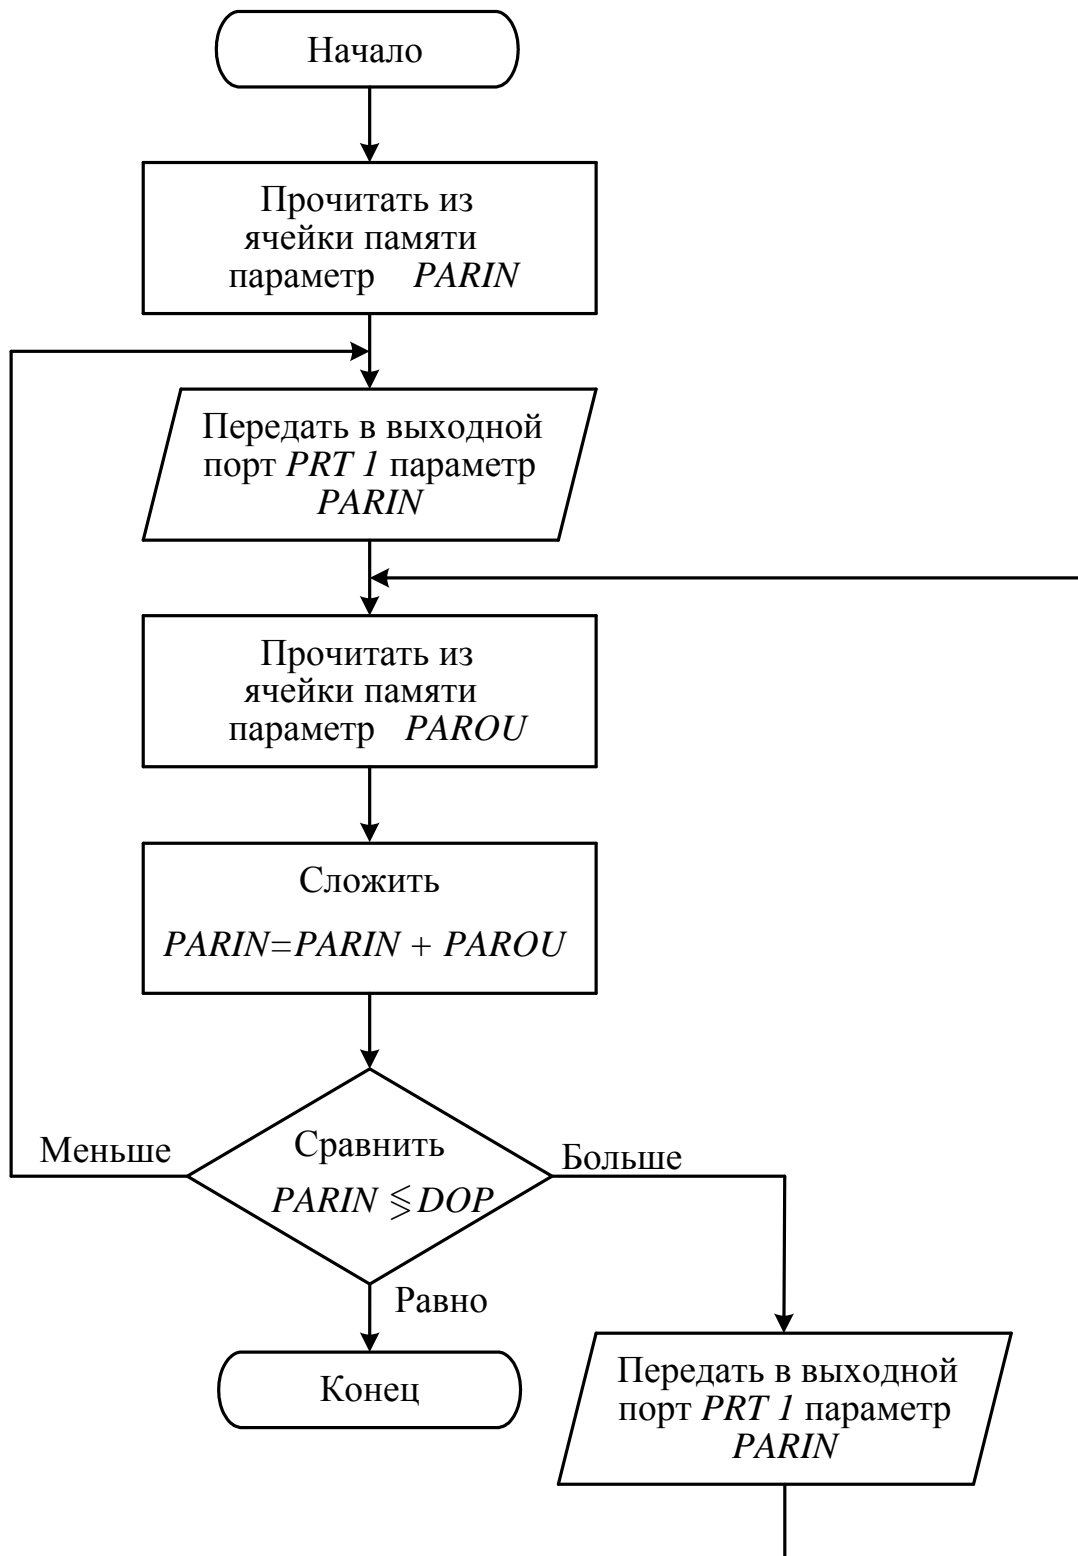 Начало
Прочитать из
ячейки памяти
параметр PARIN
Передать в выходной
порт PRT 1 параметр
PARIN
Прочитать из
ячейки памяти
параметр PAROU
Сложить
PARIN=PARIN + PAROU
Меньше
Сравнить
PARIN ≶ DOP
Больше
Равно
Конец
Передать в выходной
порт PRT 1 параметр
PARIN